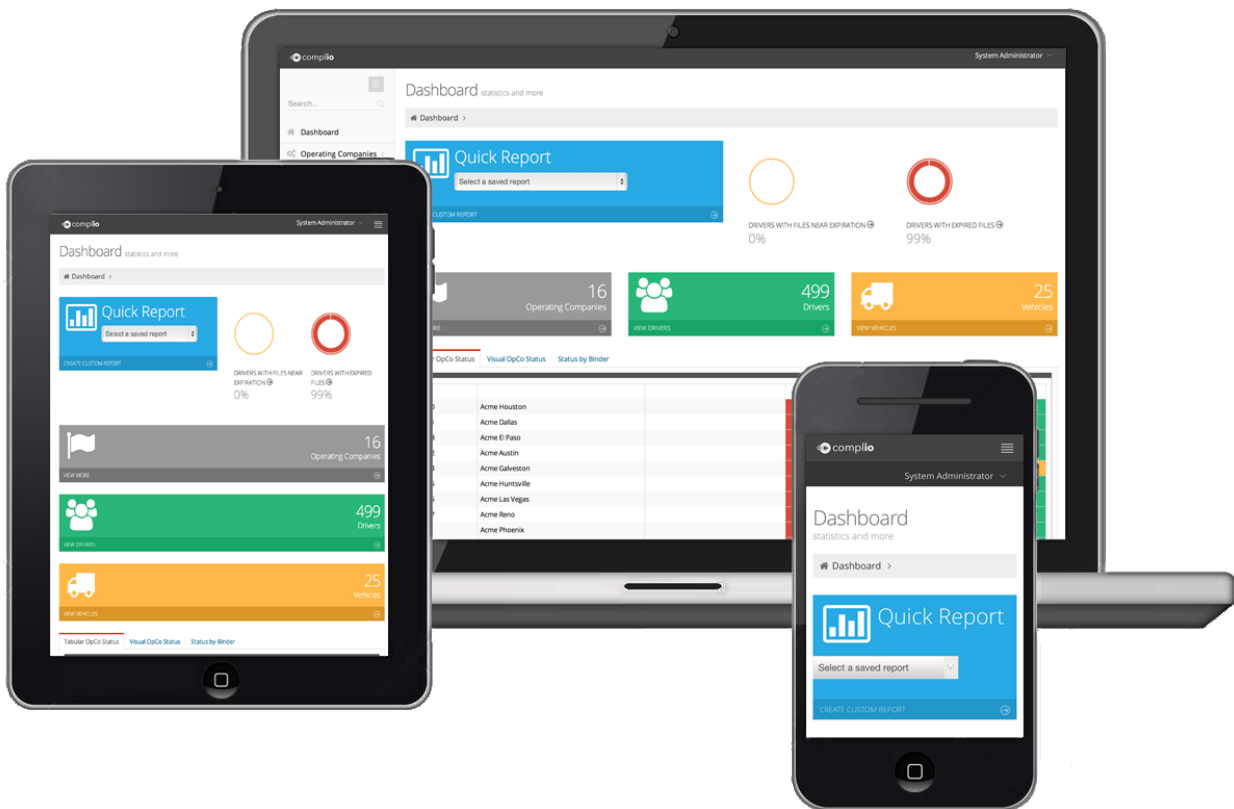 complio
System Administrator
Search...
Dashboard statistics and more
Dashboard >
Dashboard
Operating Companies
Quick Report
Select a saved report
CUSTOM REPORT
DRIVERS WITH FILES NEAR EXPIRATION
0%
DRIVERS WITH EXPIRED FILES
99%
16
Operating Companies
499
Drivers
VIEW DRIVERS
25
Vehicles
VIEW VEHICLES
OpCo Status
Visual OpCo Status
Status by Binder
Acme Houston
Acme Dallas
Acme El Paso
Acme Austin
Acme Galveston
Acme Huntsville
Acme Las Vegas
Acme Reno
Acme Phoenix
complio
System Administrator
Dashboard statistics and more
Dashboard >
Quick Report
Select a saved report
CREATE CUSTOM REPORT
DRIVERS WITH FILES NEAR
EXPIRATION
0%
DRIVERS WITH EXPIRED
FILES
99%
16
Operating Companies
VIEW MORE
499
Drivers
VIEW DRIVERS
25
Vehicles
VIEW VEHICLES
Tabular OpCo Status
Visual OpCo Status
Status by Binder
complio
System Administrator
Dashboard
statistics and more
Dashboard >
Quick Report
Select a saved report
CREATE CUSTOM REPORT